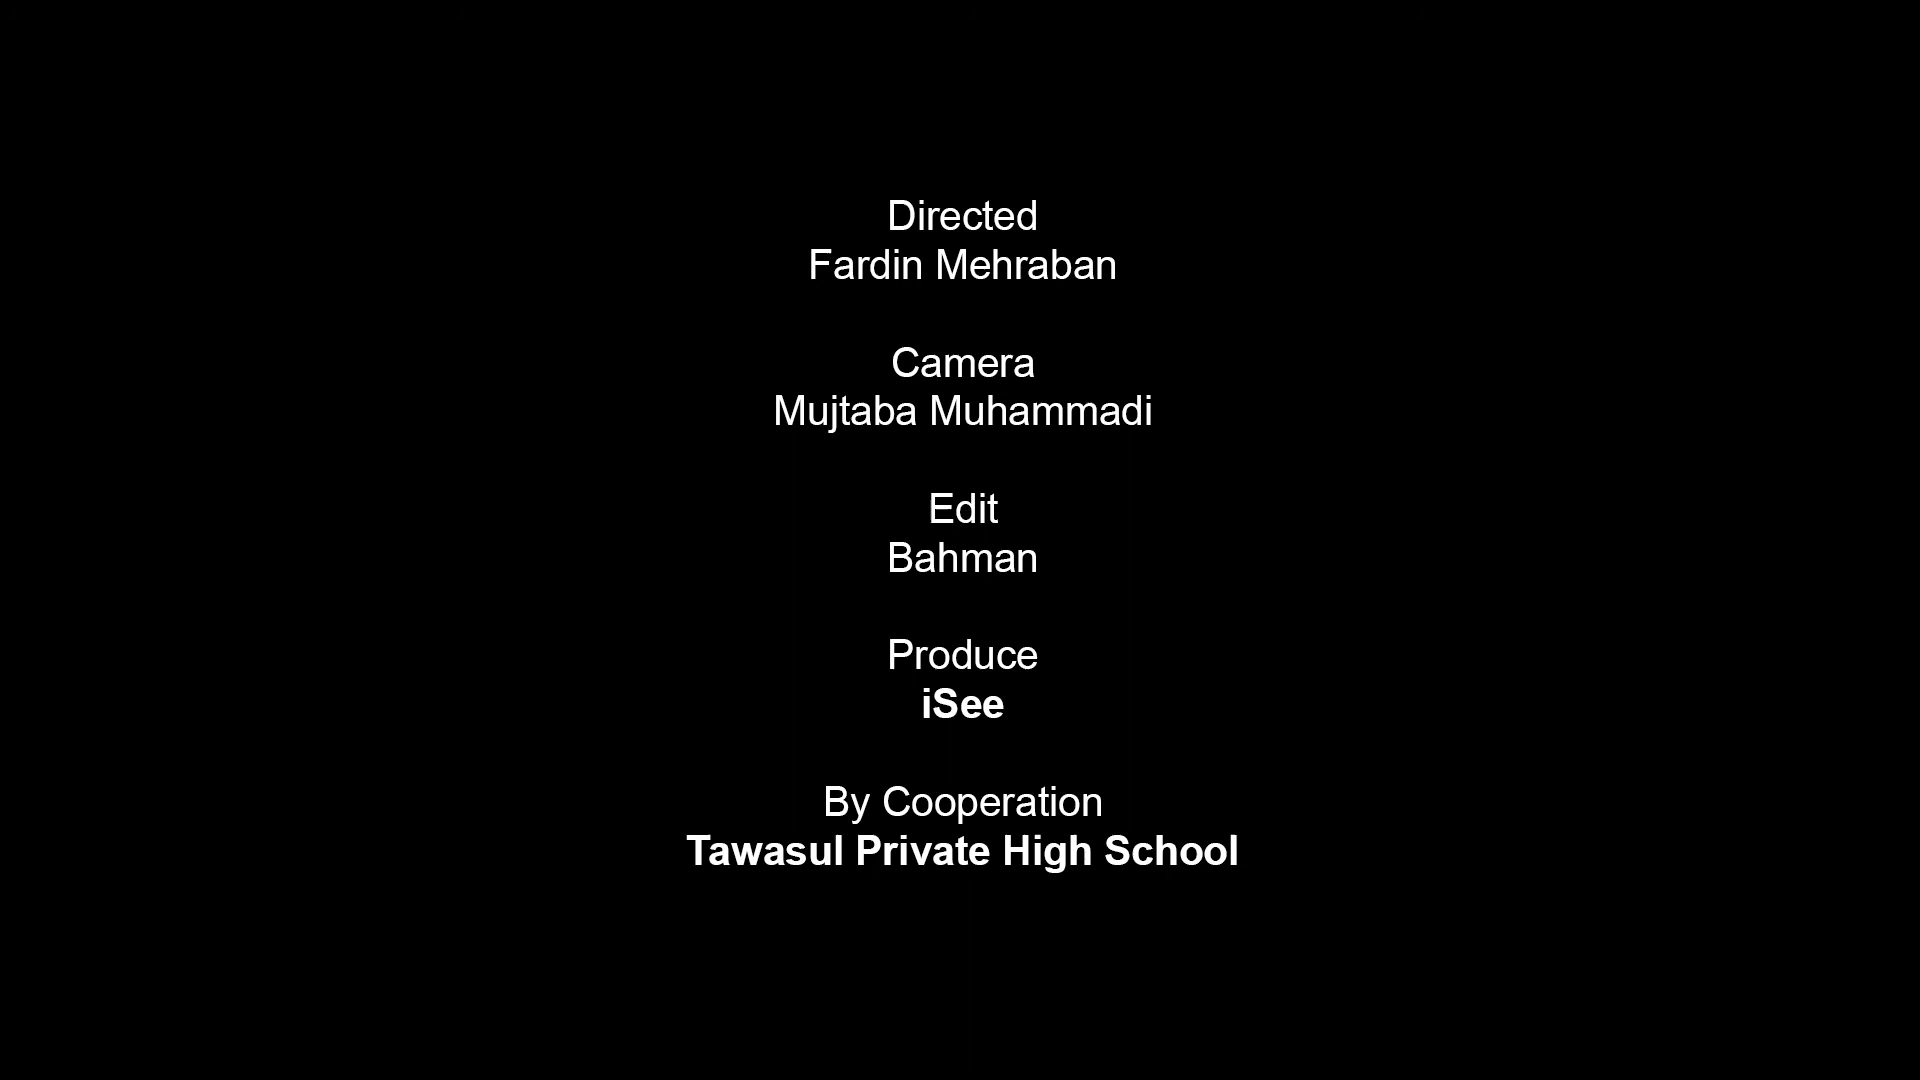 Directed
Fardin Mehraban
Camera
Mujtaba Muhammadi
Edit
Bahman
Produce
iSee
By Cooperation
Tawasul Private High School